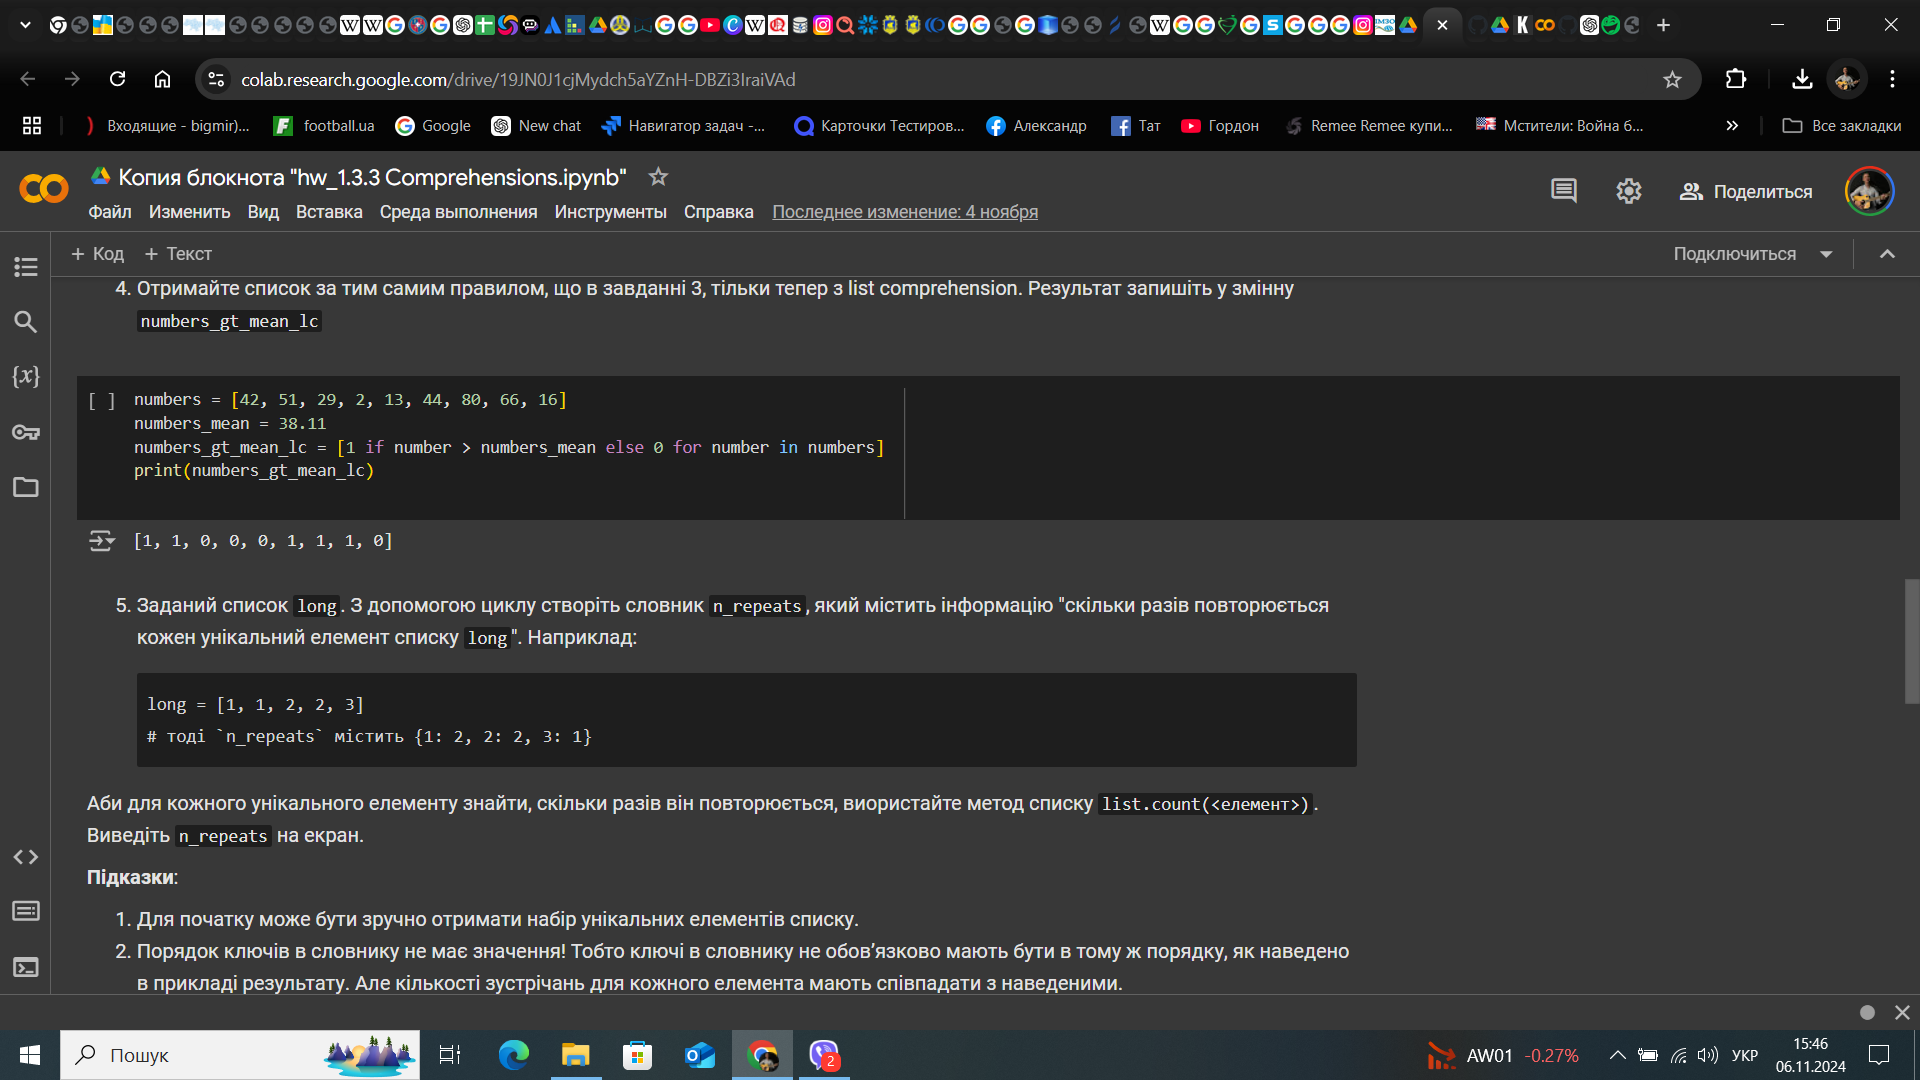 colab.research.google.com/drive/19JN0J1cjMydch5aYZnH-DBZi3IraiVAd
Входящие - bigmir)... football.ua Google New chat Навигатор задач -... Карточки Тестиров... Александр Тат Гордон Remee Remee купи... Мстители: Война б... Все закладки
Копия блокнота "hw_1.3.3 Comprehensions.ipynb"
Файл Изменить Вид Вставка Среда выполнения Инструменты Справка Последнее изменение: 4 ноября
Поделиться
+ Код + Текст Подключиться
4. Отримайте список за тим самим правилом, що в завданні 3, тільки тепер з list comprehension. Результат запишіть у змінну
numbers_gt_mean_lc
[ ] numbers = [42, 51, 29, 2, 13, 44, 80, 66, 16]
numbers_mean = 38.11
numbers_gt_mean_lc = [1 if number > numbers_mean else 0 for number in numbers]
print(numbers_gt_mean_lc)
[1, 1, 0, 0, 0, 1, 1, 1, 0]
5. Заданий список long. З допомогою циклу створіть словник n_repeats, який містить інформацію "скільки разів повторюється
кожен унікальний елемент списку long". Наприклад:
long = [1, 1, 2, 2, 3]
# тоді `n_repeats` містить {1: 2, 2: 2, 3: 1}
Аби для кожного унікального елементу знайти, скільки разів він повторюється, виористайте метод списку list.count(<елемент>).
Виведіть n_repeats на екран.
Підказки:
1. Для початку може бути зручно отримати набір унікальних елементів списку.
2. Порядок ключів в словнику не має значення! Тобто ключі в словнику не обов’язково мають бути в тому ж порядку, як наведено
в прикладі результату. Але кількості зустрічань для кожного елемента мають співпадати з наведеними.
Пошук
2
AW01 -0.27%
УКР
15:46
06.11.2024